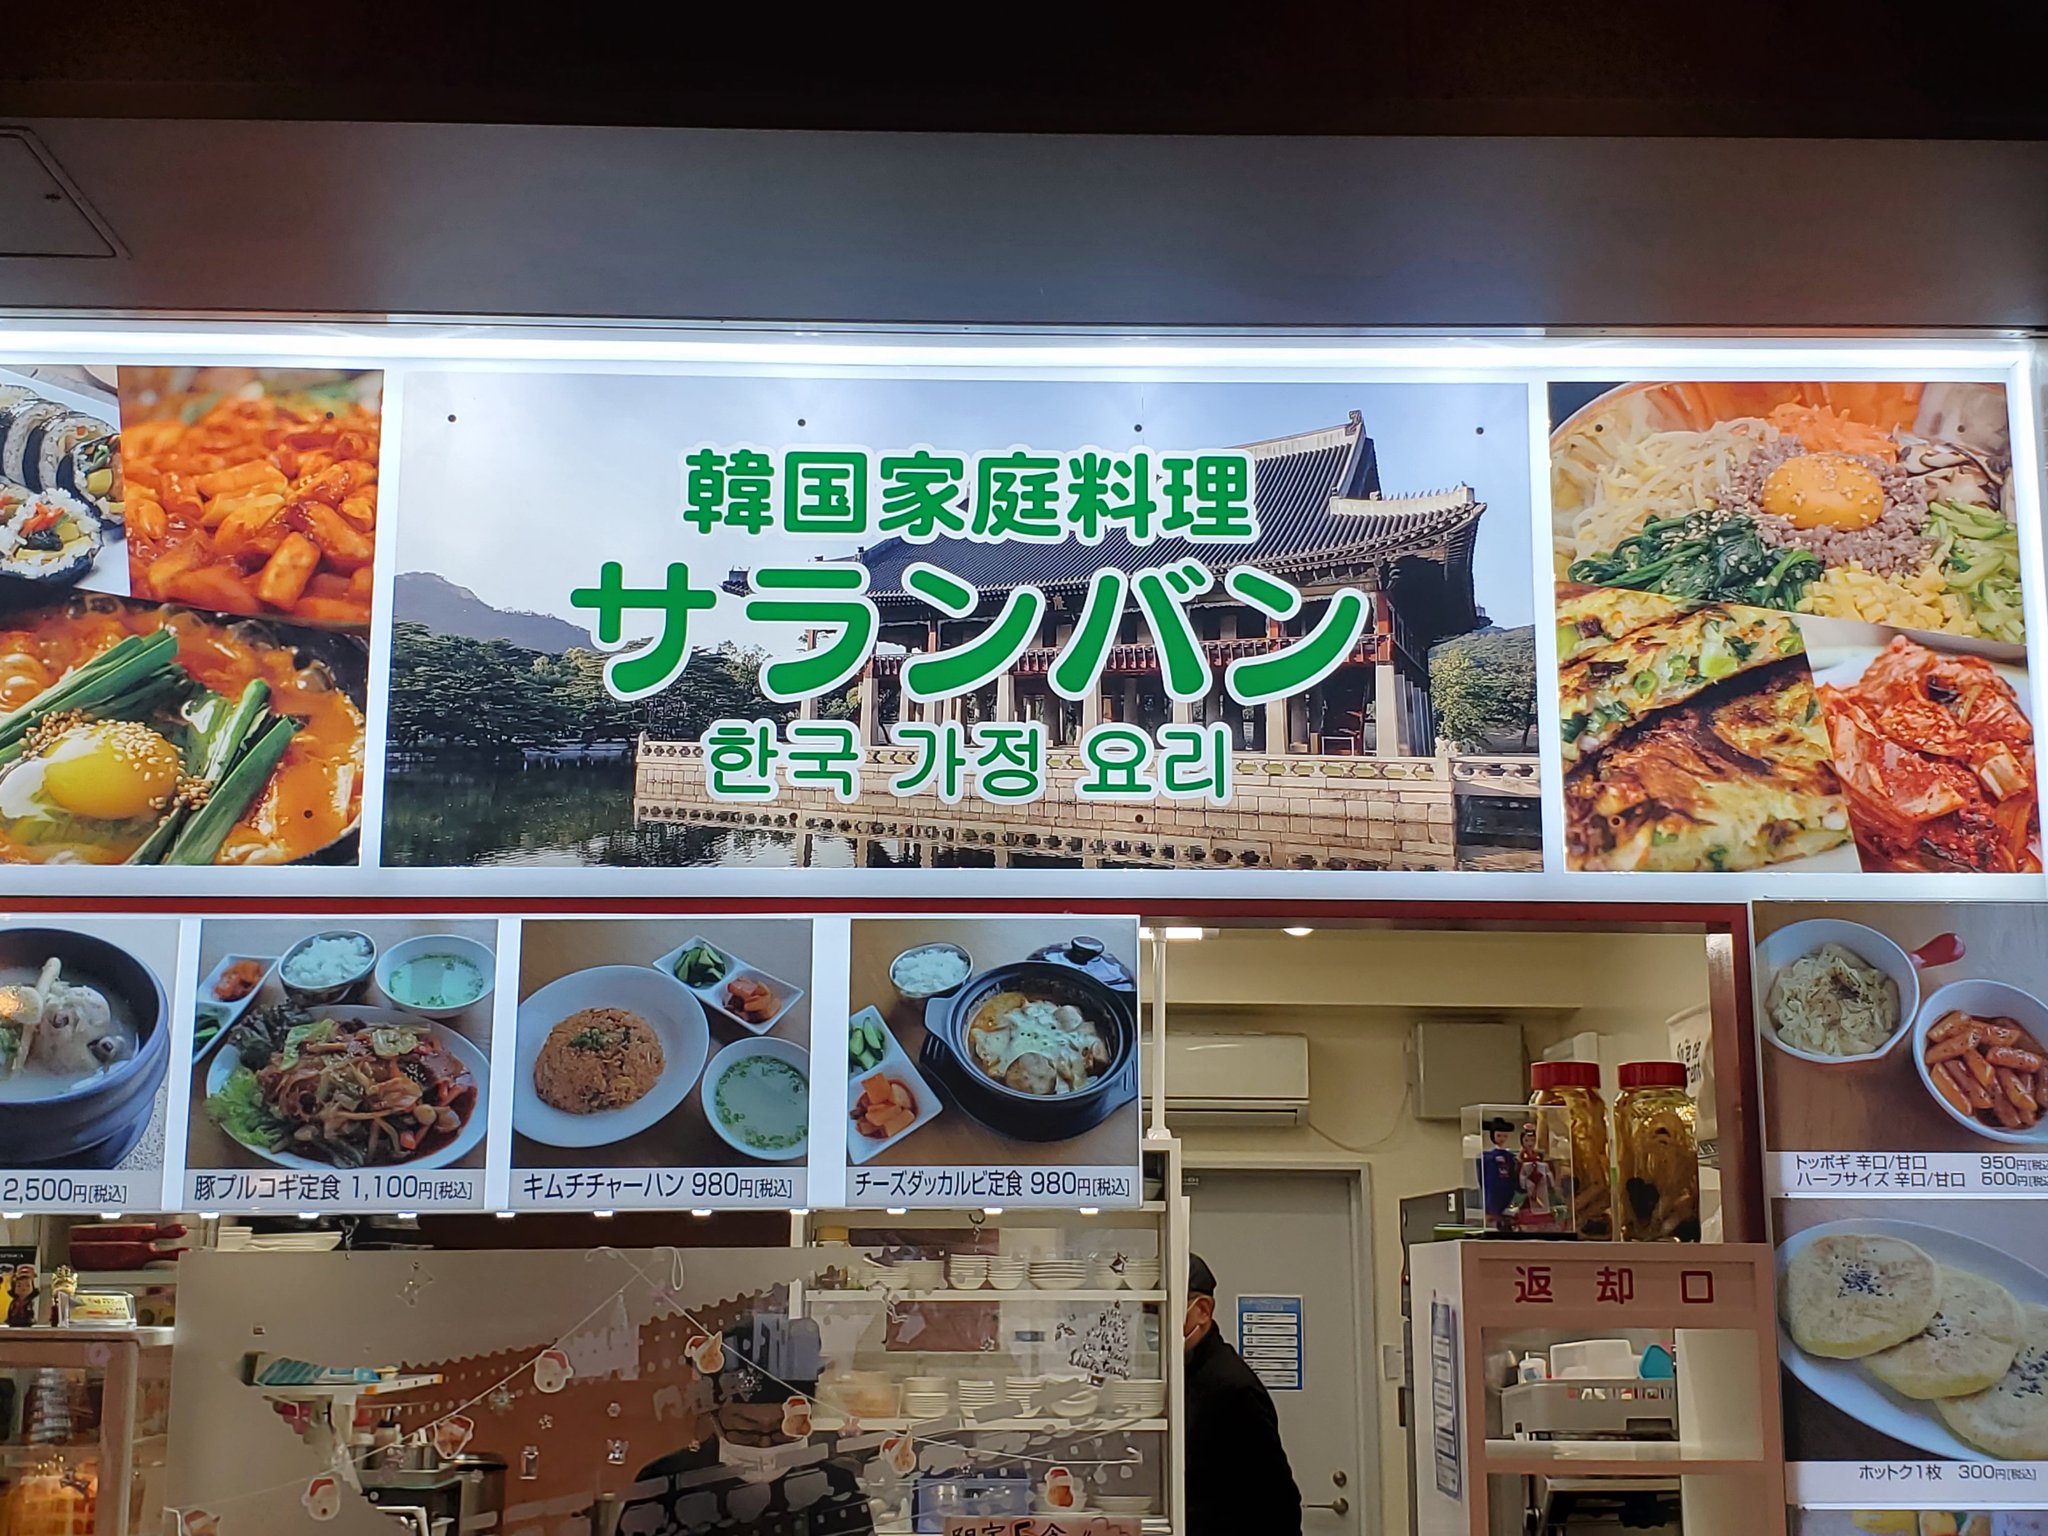 韓国家庭料理
サランバン
한국 가정 요리
2,500円[税込]
豚プルコギ定食 1,100円[税込]
キムチチャーハン 980円[税込]
チーズダッカルビ定食 980円[税込]
トッポギ 辛口/甘口 950円[税込
ハーフサイズ 辛口/甘口 500円[税込
返却口
ホットク1枚 300円[税込]